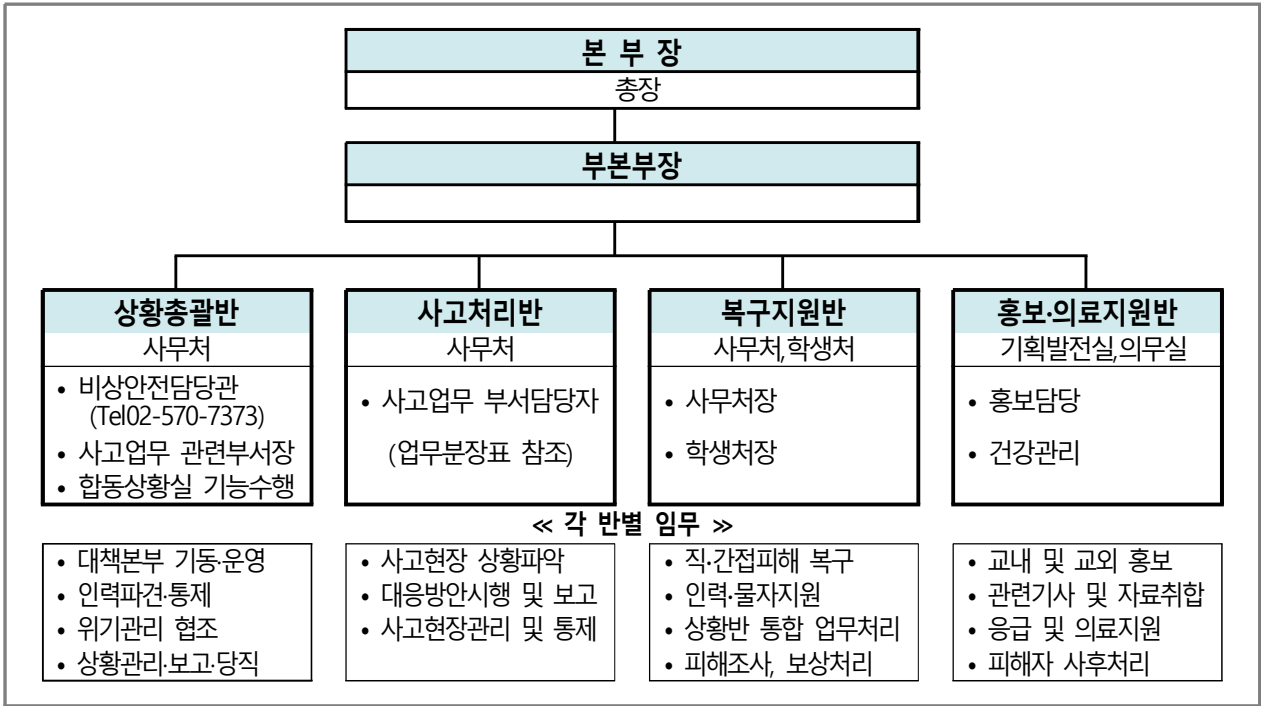 본 부 장
총장
부본부장
상황총괄반
사무처
• 비상안전담당관
(Tel02-570-7373)
• 사고업무 관련부서장
• 합동상황실 기능수행
사고처리반
사무처
• 사고업무 부서담당자
(업무분장표 참조)
복구지원반
사무처,학생처
• 사무처장
• 학생처장
홍보·의료지원반
기획발전실,의무실
• 홍보담당
• 건강관리
≪ 각 반별 임무 ≫
• 대책본부 기동·운영
• 인력파견·통제
• 위기관리 협조
• 상황관리·보고·당직
• 사고현장 상황파악
• 대응방안시행 및 보고
• 사고현장관리 및 통제
• 직·간접피해 복구
• 인력·물자지원
• 상황반 통합 업무처리
• 피해조사, 보상처리
• 교내 및 교외 홍보
• 관련기사 및 자료취합
• 응급 및 의료지원
• 피해자 사후처리